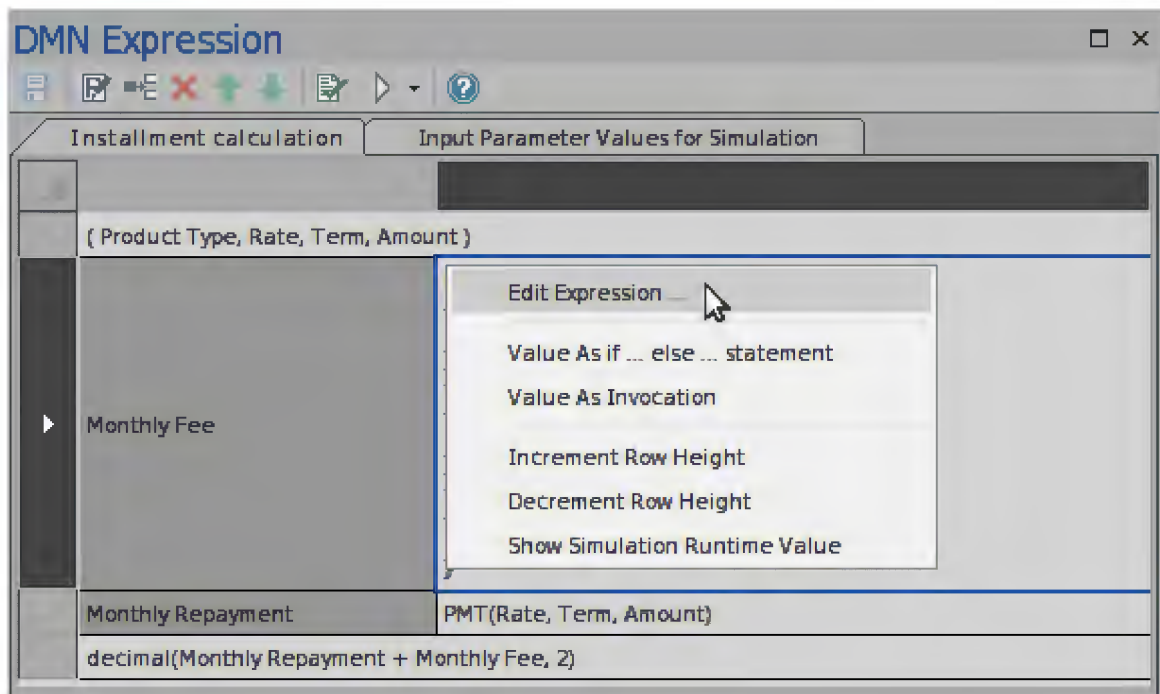 DMN Expression
Installment calculation
Input Parameter Values for Simulation
( Product Type, Rate, Term, Amount )
Edit Expression ...
Value As if ... else ... statement
Value As Invocation
Monthly Fee
Increment Row Height
Decrement Row Height
Show Simulation Runtime Value
Monthly Repayment
PMT(Rate, Term, Amount)
decimal(Monthly Repayment + Monthly Fee, 2)